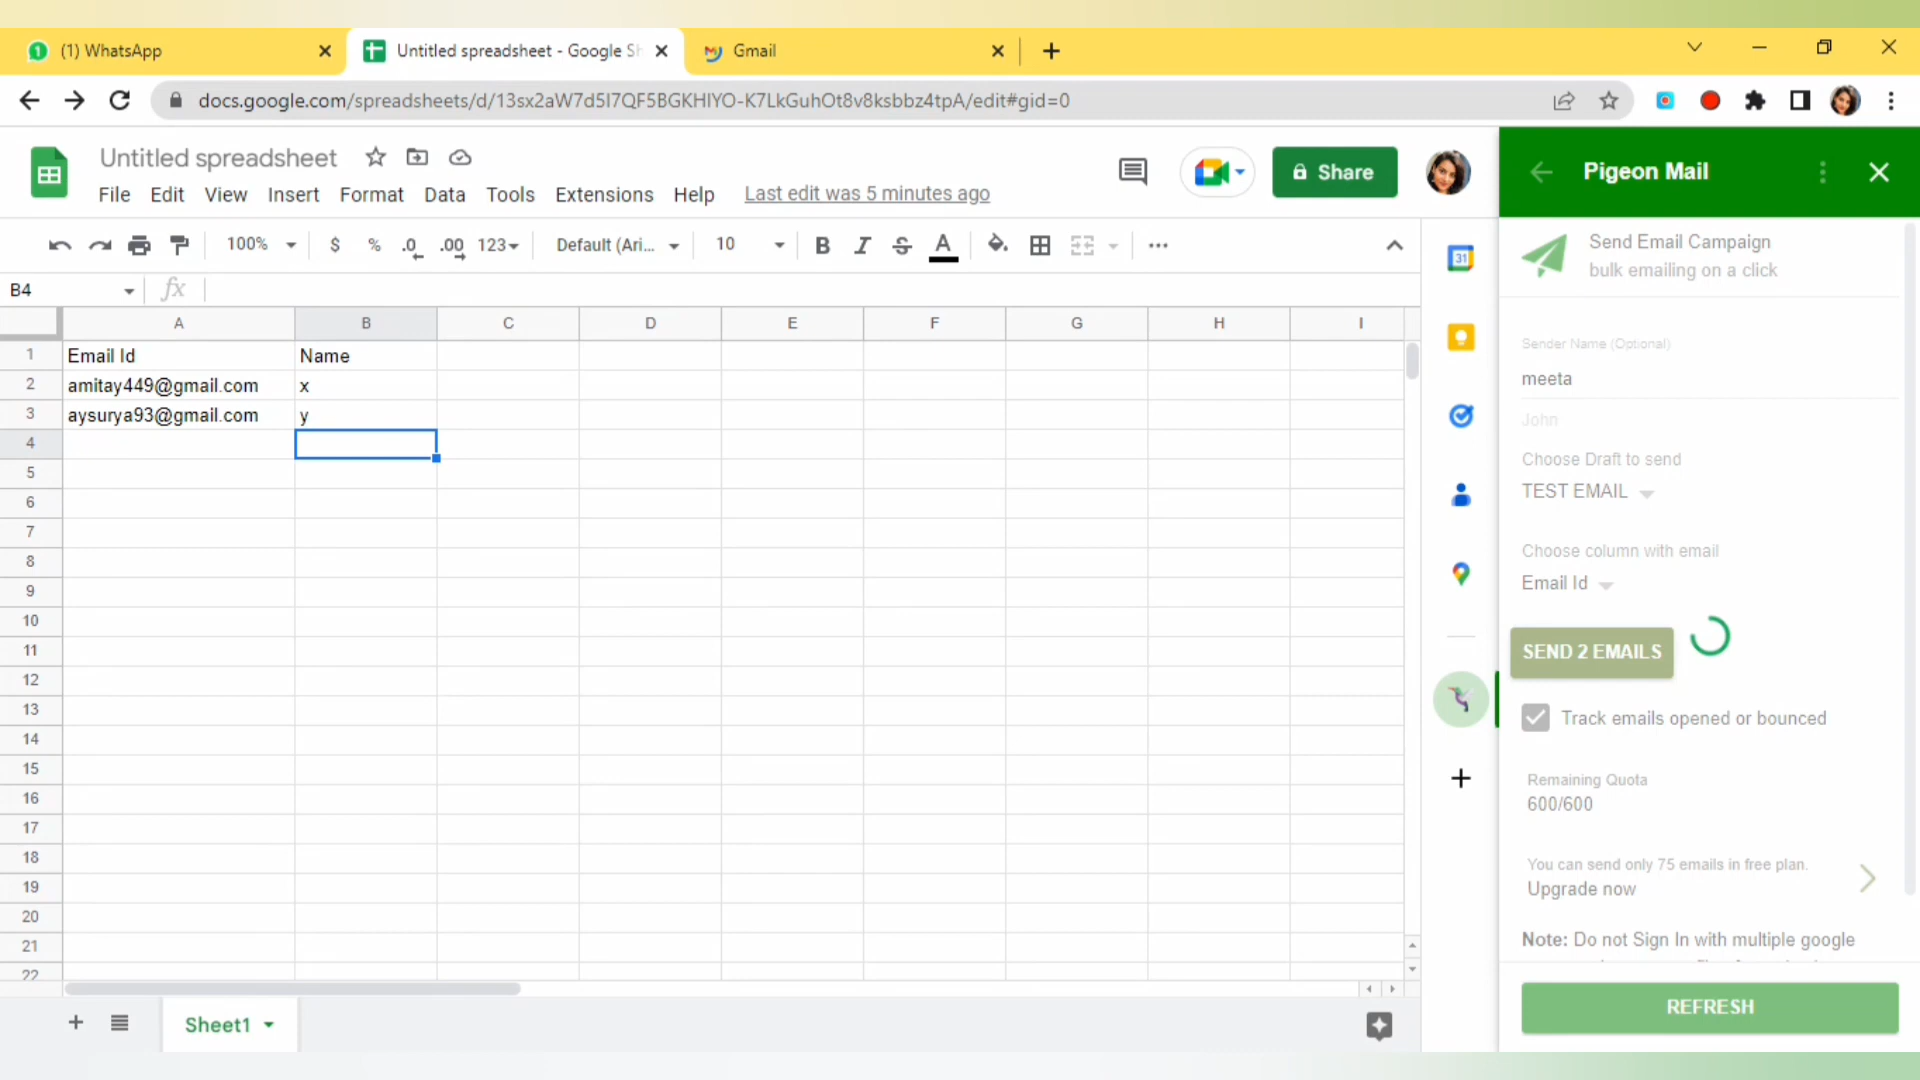 (1) WhatsApp
Untitled spreadsheet - Google Sh
Gmail
docs.google.com/spreadsheets/d/13sx2aW7d5I7QF5BGKHIYO-K7LkGuhOt8v8ksbbz4tpA/edit#gid=0
Untitled spreadsheet
File Edit View Insert Format Data Tools Extensions Help Last edit was 5 minutes ago
Share
100% $ % .0 .00 123 Default (Ari... 10 B I S A
B4 fx
A B C D E F G H I
1 Email Id Name
2 amitay449@gmail.com x
3 aysurya93@gmail.com y
4
5
6
7
8
9
10
11
12
13
14
15
16
17
18
19
20
21
22
Sheet1
31
Pigeon Mail
Send Email Campaign
bulk emailing on a click
Sender Name (Optional)
meeta
John
Choose Draft to send
TEST EMAIL
Choose column with email
Email Id
SEND 2 EMAILS
Track emails opened or bounced
Remaining Quota
600/600
You can send only 75 emails in free plan.
Upgrade now
Note: Do not Sign In with multiple google
REFRESH